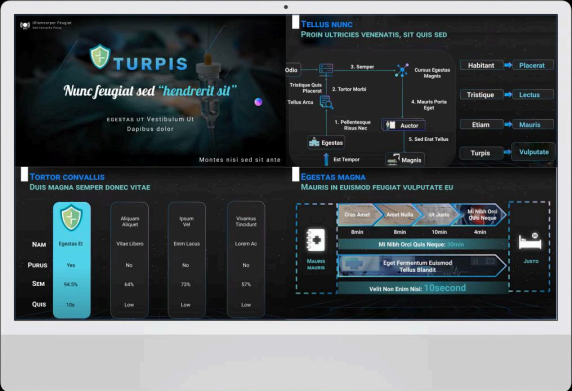 Ullamcorper Feugiat
TURPIS
Nunc feugiat sed "hendrerit sit"
EGESTAS UT Vestibulum Ut
Dapibus dolor
Montes nisi sed sit ante
TELLUS NUNC
PROIN ULTRICIES VENENATIS, SIT QUIS SED
Odio
3. Semper
Cursus Egestas
Magnis
Tristique Quis
Placerat
2. Tortor Morbi
Tellus Arcu
4. Mauris Porta
Eget
1. Pellentesque
Risus Nec
Auctor
Egestas
5. Sed Erat Tellus
Est Tempor
Magnis
Habitant
Placerat
Tristique
Lectus
Etiam
Mauris
Turpis
Vulputate
TORTOR CONVALLIS
DUIS MAGNA SEMPER DONEC VITAE
Aliquam
Aliquet
Ipsum
Vel
Vivamus
Tincidunt
NAM
Egestas Et
Vitae Libero
Enim Lacus
Lorem Ac
PURUS
Yes
No
No
No
SEM
94.5%
64%
73%
57%
QUIS
10s
Low
Low
Low
EGESTAS MAGNA
MAURIS IN EUISMOD FEUGIAT VULPUTATE EU
Cras Amet
Amet Nulla
Ut Justo
Mi Nibh Orci
Quis Neque
8min
8min
10min
4min
Mi Nibh Orci Quis Neque: 30min
MAURIS
MAURIS
JUSTO
Eget Fermentum Euismod
Tellus Blandit
Velit Non Enim Nisi: 10second